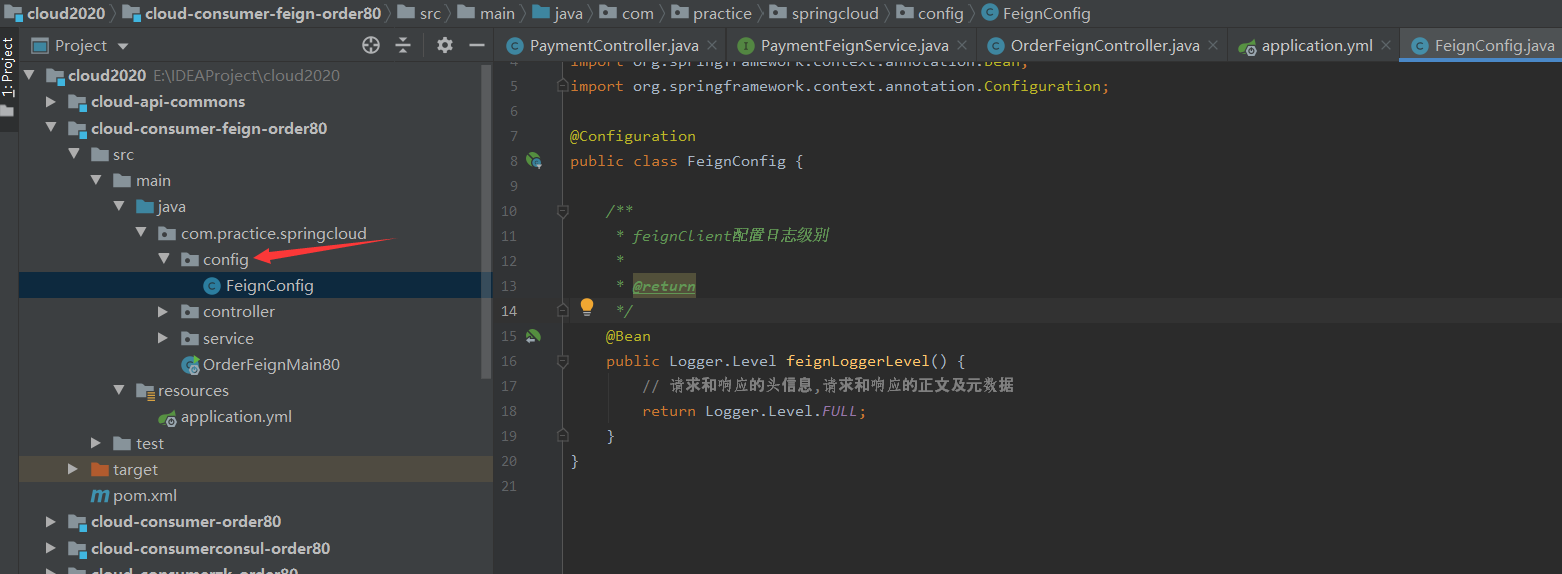 cloud2020 cloud-consumer-feign-order80 src main java com practice springcloud config FeignConfig
1: Project
Project
PaymentController.java PaymentFeignService.java OrderFeignController.java application.yml FeignConfig.java
cloud2020 E:\IDEAProject\cloud2020
cloud-api-commons
cloud-consumer-feign-order80
src
main
java
com.practice.springcloud
config
FeignConfig
controller
service
OrderFeignMain80
resources
application.yml
test
target
pom.xml
cloud-consumer-order80
cloud-consumerconsul-order80
cloud-consumerzk-order80
4 import org.springframework.context.annotation.Bean;
5 import org.springframework.context.annotation.Configuration;
6
7 @Configuration
8 public class FeignConfig {
9
10 /**
11 * feignClient配置日志级别
12 *
13 * @return
14 */
15 @Bean
16 public Logger.Level feignLoggerLevel() {
17 // 请求和响应的头信息,请求和响应的正文及元数据
18 return Logger.Level.FULL;
19 }
20 }
21